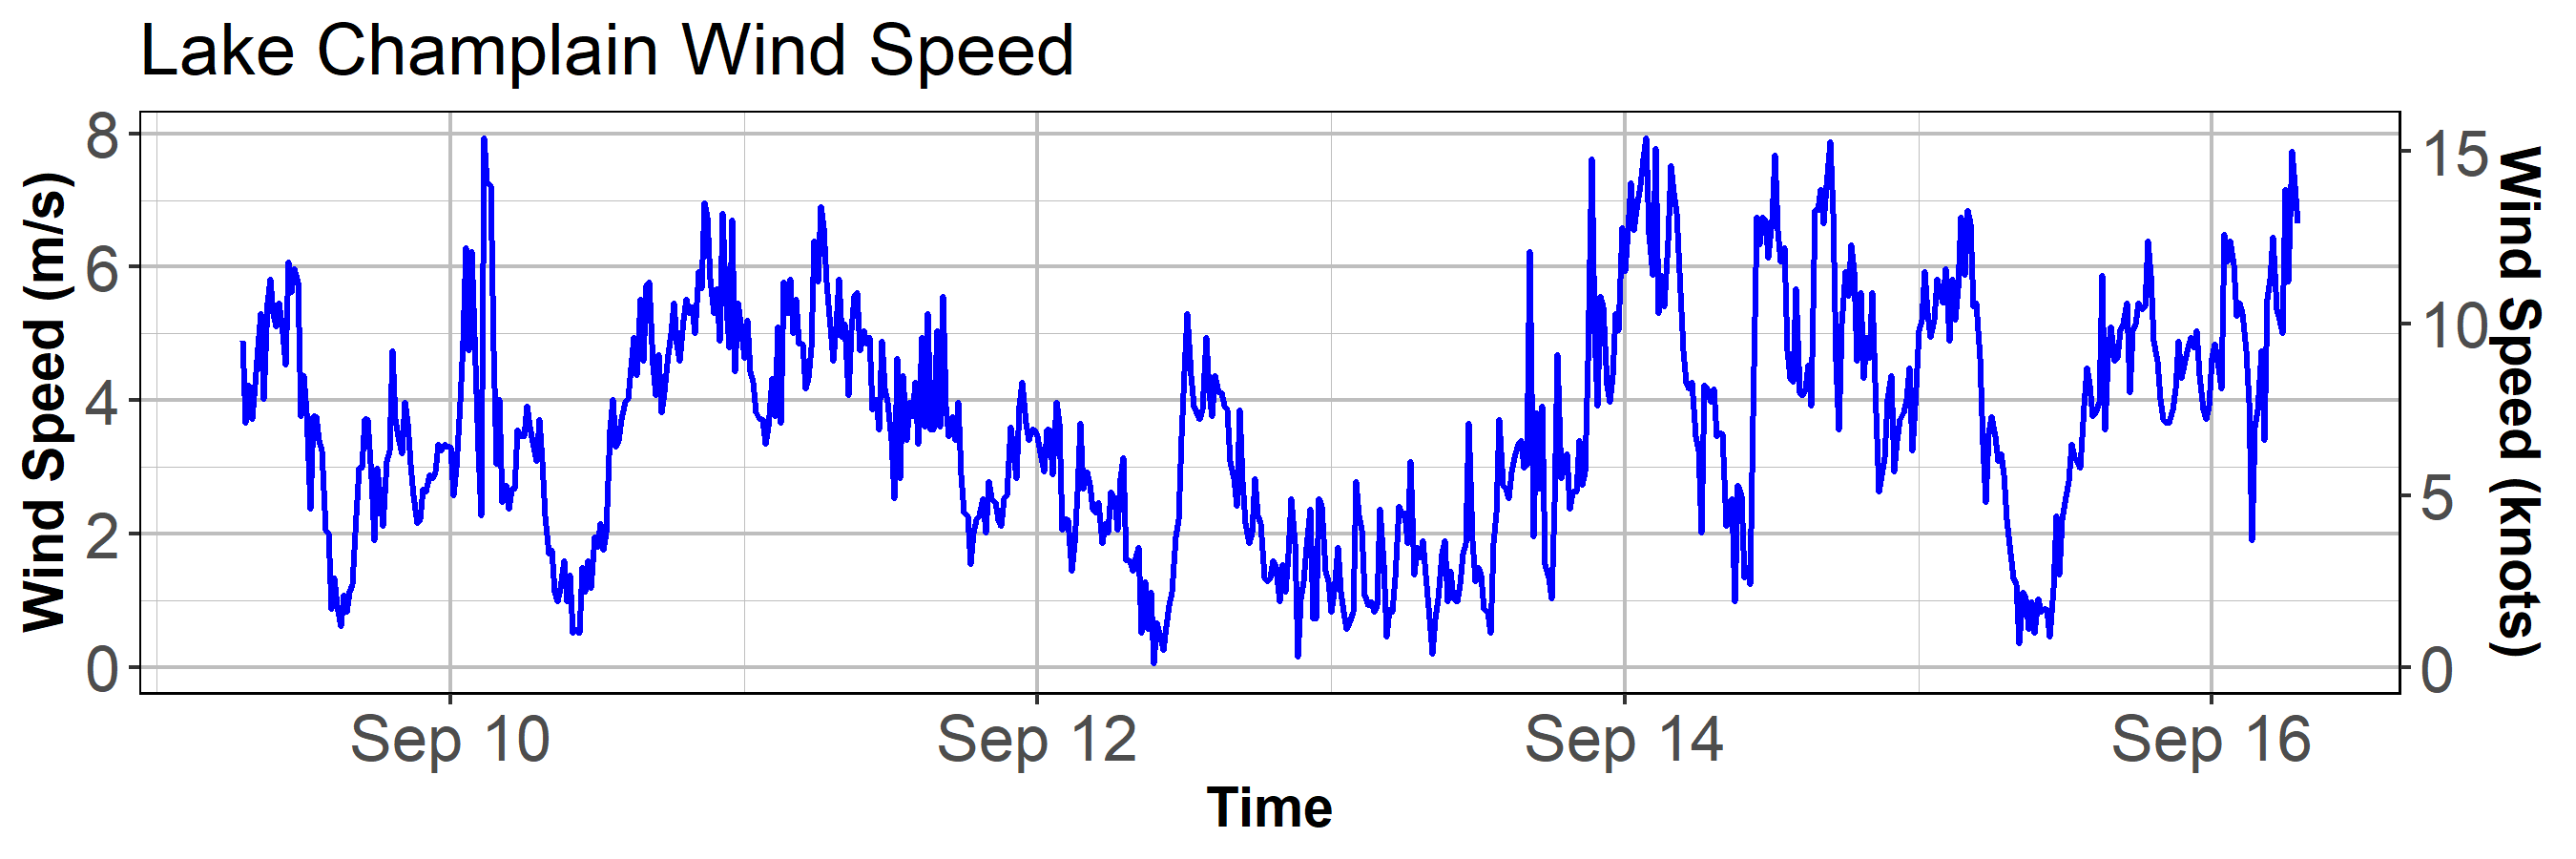 Lake Champlain Wind Speed
Wind Speed (m/s)
8
6
4
2
0
15
10
5
0
Wind Speed (knots)
Sep 10
Sep 12
Sep 14
Sep 16
Time